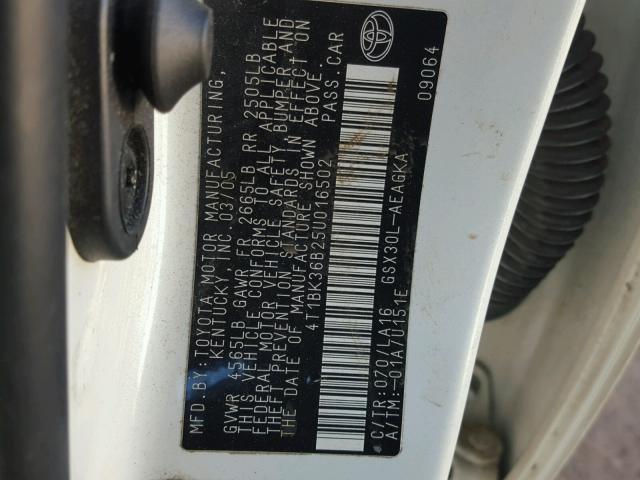 MFD.BY:TOYOTA MOTOR MANUFACTURING,
KENTUCKY, INC. 03/05
GVWR 4565LB GAWR FR 2665LB RR 2505LB
THIS VEHICLE CONFORMS TO ALL APPLICABLE
FEDERAL MOTOR VEHICLE SAFETY, BUMPER, AND
THEFT PREVENTION STANDARDS IN EFFECT ON
THE DATE OF MANUFACTURE SHOWN ABOVE.
4T1BK36B25U016502 PASS.CAR
C/TR:070/LA16 GSX30L-AEAGKA
A/TM:-01A/U151E 09064